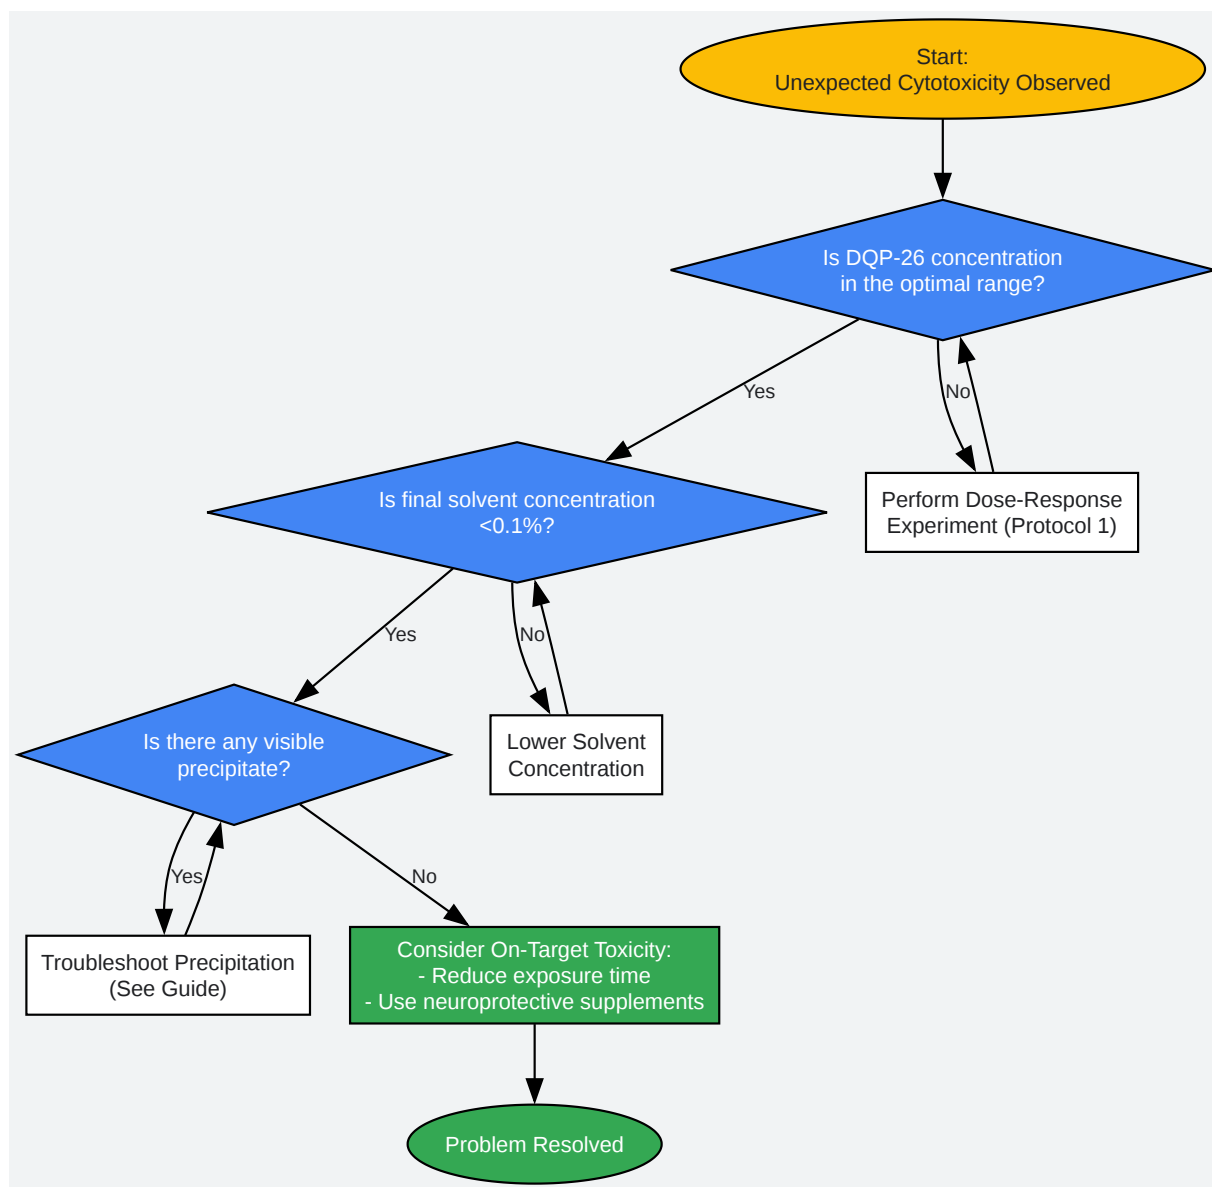 Start:
Unexpected Cytotoxicity Observed
Is DQP-26 concentration
in the optimal range?
Yes
No
Is final solvent concentration
<0.1%?
Perform Dose-Response
Experiment (Protocol 1)
Yes
No
Is there any visible
precipitate?
Lower Solvent
Concentration
Yes
No
Troubleshoot Precipitation
(See Guide)
Consider On-Target Toxicity:
- Reduce exposure time
- Use neuroprotective supplements
Problem Resolved